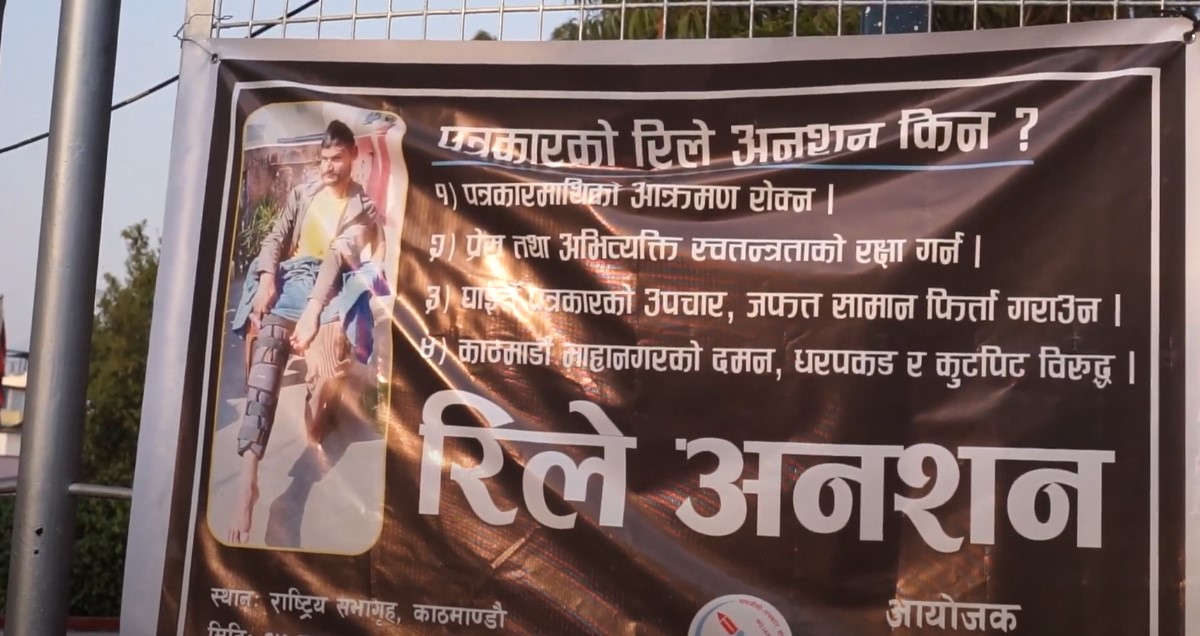 पत्रकारको रिले अनशन किन ?
१) पत्रकारमाथिको आक्रमण रोक्न ।
२) प्रेस तथा अभिव्यक्ति स्वतन्त्रताको रक्षा गर्न ।
३) घाइते पत्रकारको उपचार, जफत सामान फिर्ता गराउन ।
४) काठमाडौं माहानगरको दमन, धरपकड र कुटपिट विरुद्ध ।
रिले अनशन
स्थानः राष्ट्रिय सभागृह, काठमाण्डौ
आयोजक